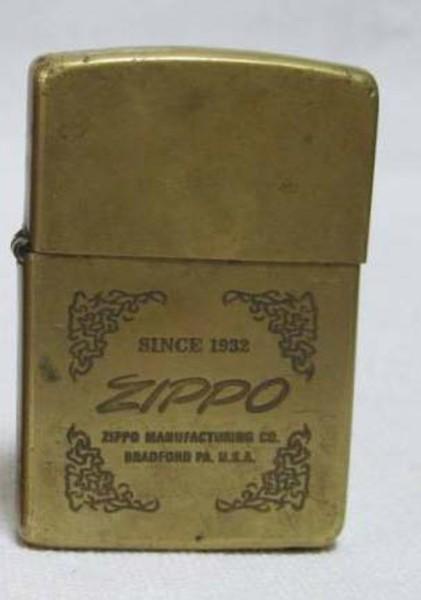 SINCE 1932
ZIPPO
ZIPPO MANUFACTURING CO.
BRADFORD PA. U.S.A.